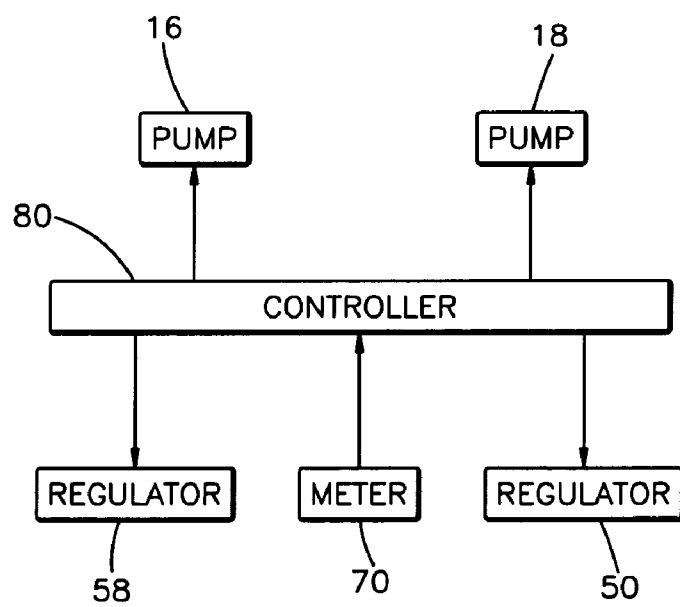 16
18
PUMP
PUMP
80
CONTROLLER
REGULATOR
METER
REGULATOR
58
70
50